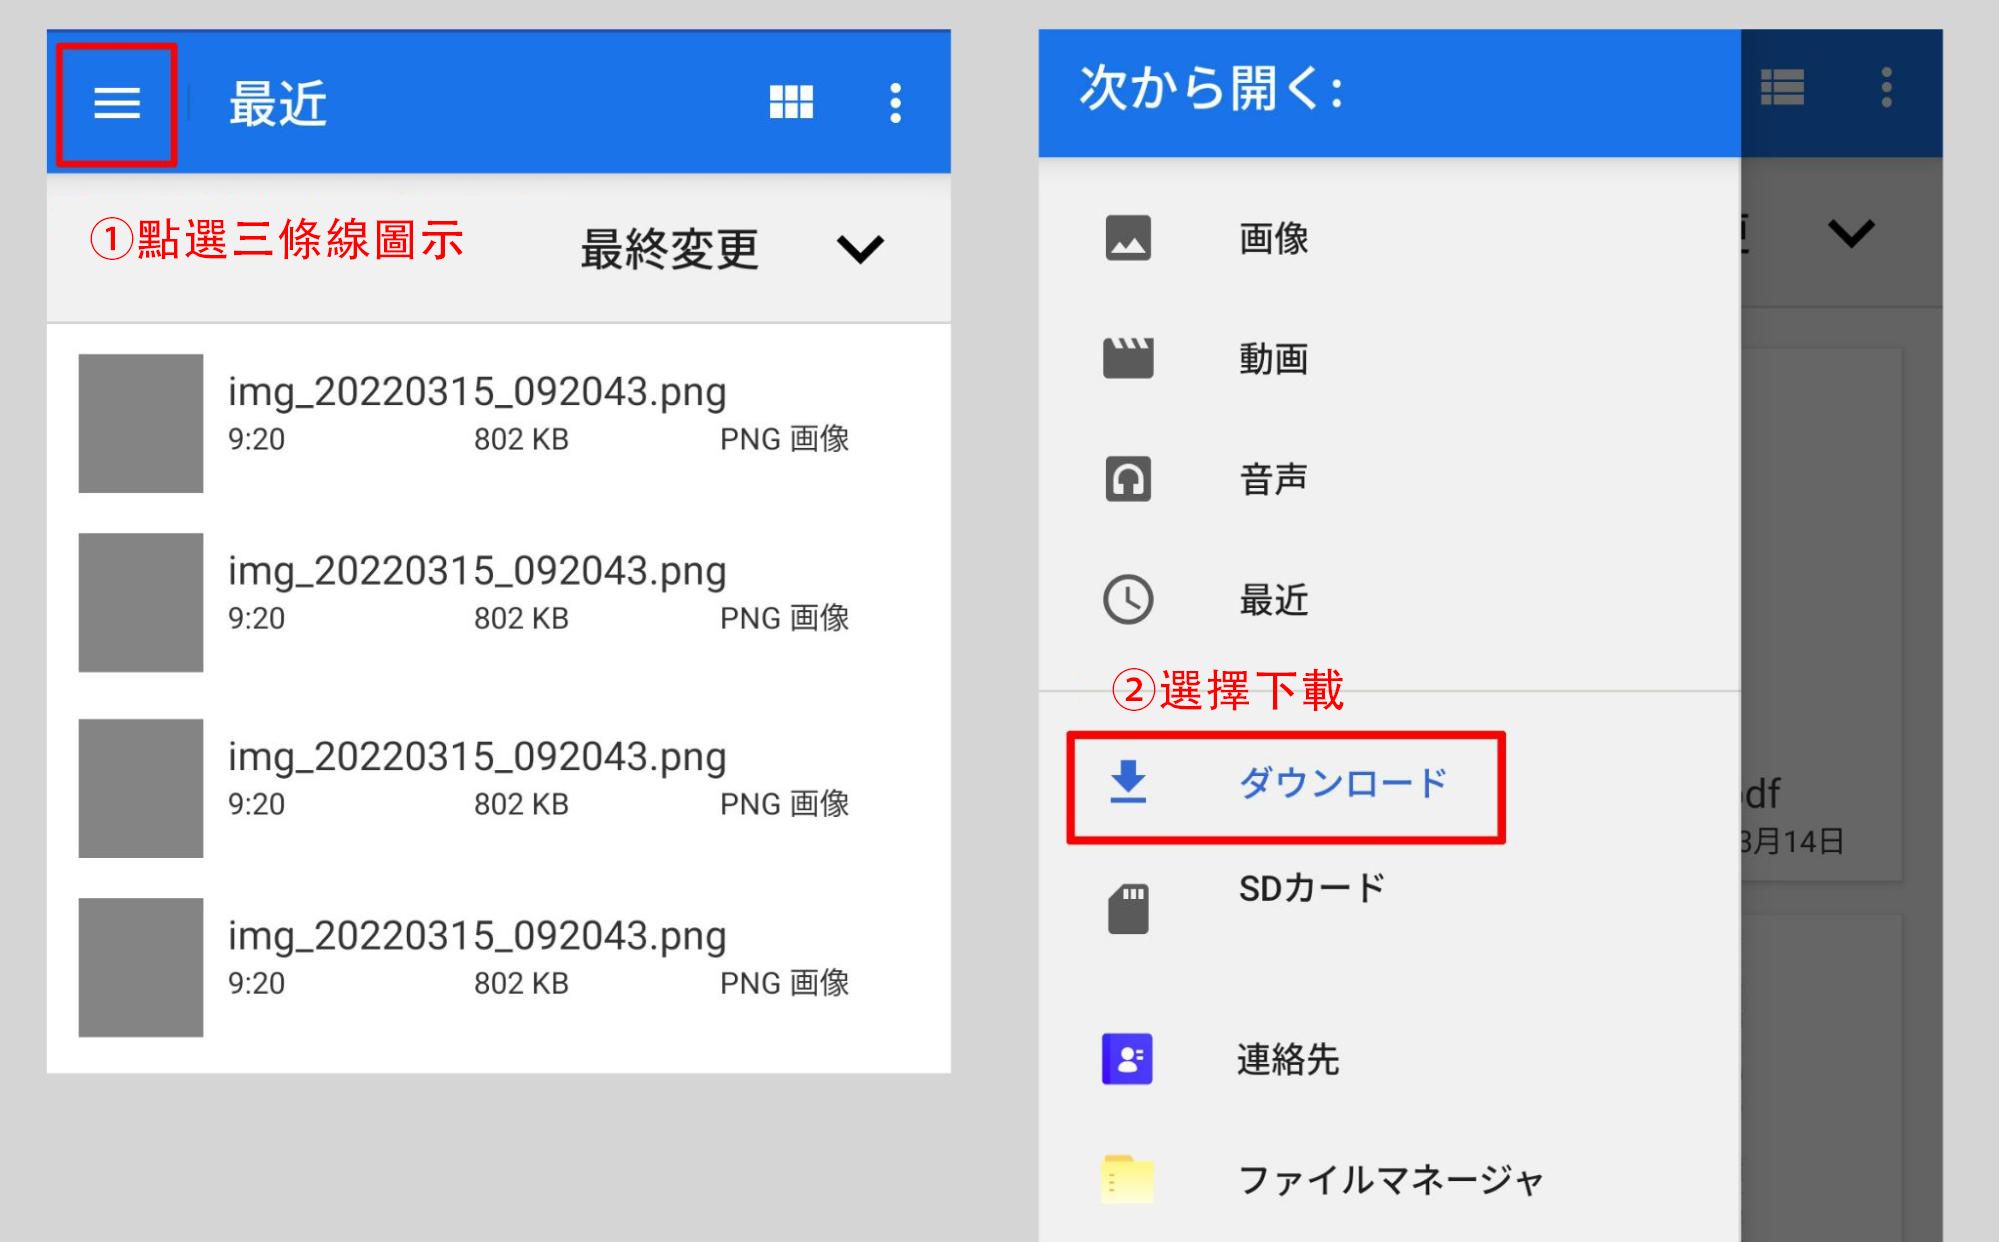 最近
①點選三條線圖示
最終変更
img_20220315_092043.png
9:20 802 KB PNG 画像
img_20220315_092043.png
9:20 802 KB PNG 画像
img_20220315_092043.png
9:20 802 KB PNG 画像
img_20220315_092043.png
9:20 802 KB PNG 画像
次から開く:
画像
動画
音声
最近
②選擇下載
ダウンロード
SDカード
連絡先
ファイルマネージャ
df
3月14日